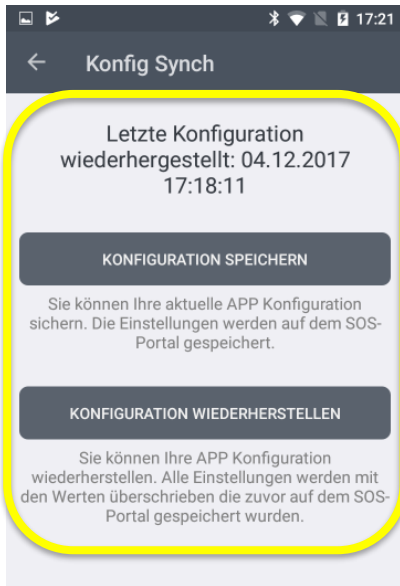 17:21
Konfig Synch
Letzte Konfiguration
wiederhergestellt: 04.12.2017
17:18:11
KONFIGURATION SPEICHERN
Sie können Ihre aktuelle APP Konfiguration
sichern. Die Einstellungen werden auf dem SOS-
Portal gespeichert.
KONFIGURATION WIEDERHERSTELLEN
Sie können Ihre APP Konfiguration
wiederherstellen. Alle Einstellungen werden mit
den Werten überschrieben die zuvor auf dem SOS-
Portal gespeichert wurden.